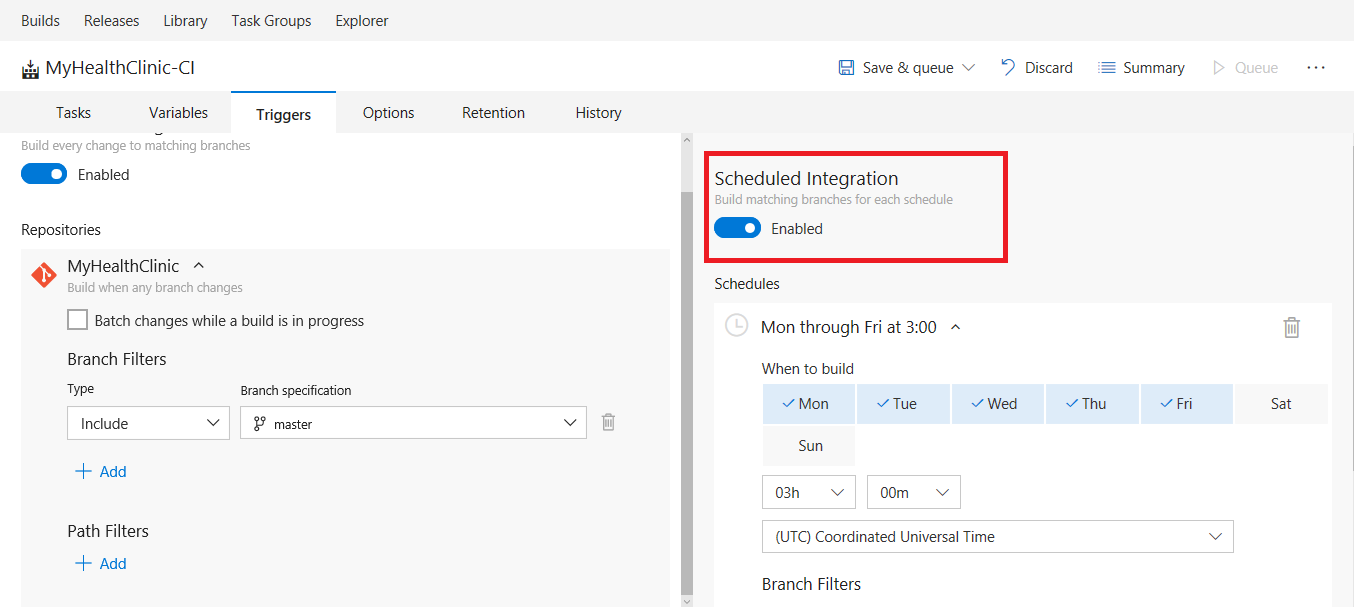 Builds Releases Library Task Groups Explorer
MyHealthClinic-CI
Save & queue Discard Summary Queue ...
Tasks Variables Triggers Options Retention History
Build every change to matching branches
Enabled
Repositories
MyHealthClinic
Build when any branch changes
Batch changes while a build is in progress
Branch Filters
Type Branch specification
Include master
Add
Path Filters
Add
Scheduled Integration
Build matching branches for each schedule
Enabled
Schedules
Mon through Fri at 3:00
When to build
Mon Tue Wed Thu Fri Sat
Sun
03h 00m
(UTC) Coordinated Universal Time
Branch Filters